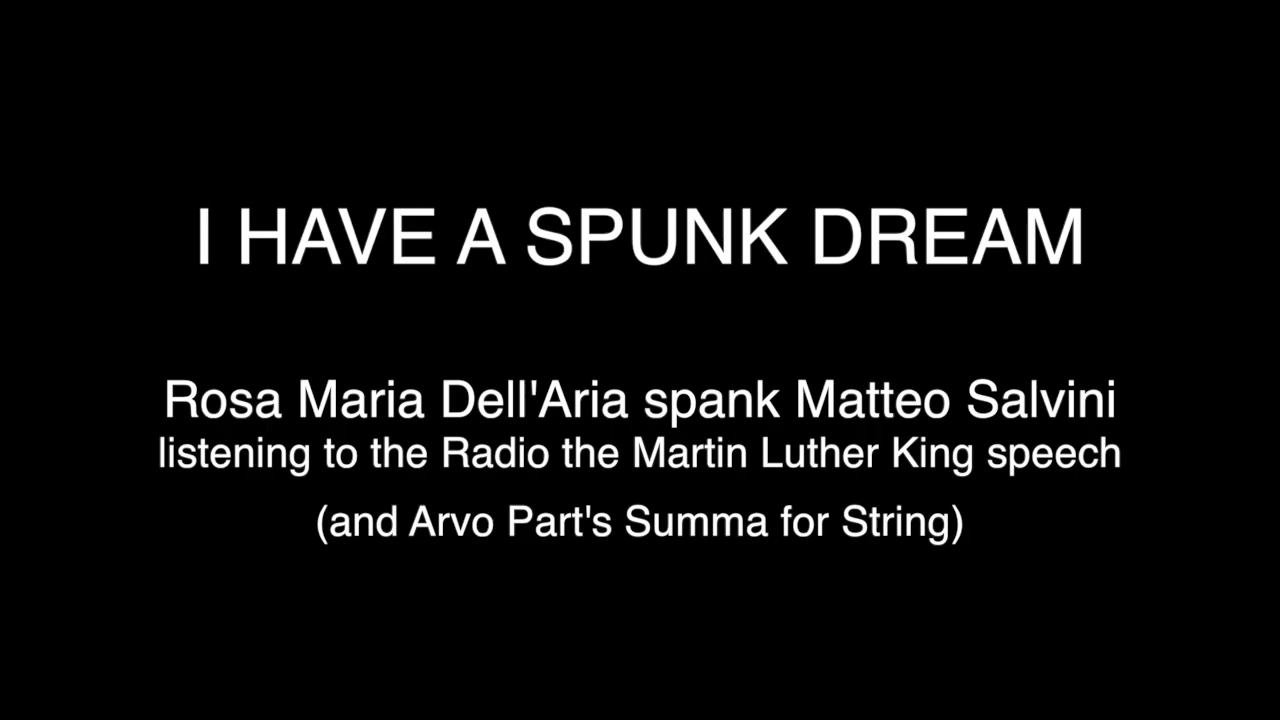 I HAVE A SPUNK DREAM
Rosa Maria Dell'Aria spank Matteo Salvini
listening to the Radio the Martin Luther King speech
(and Arvo Part's Summa for String)